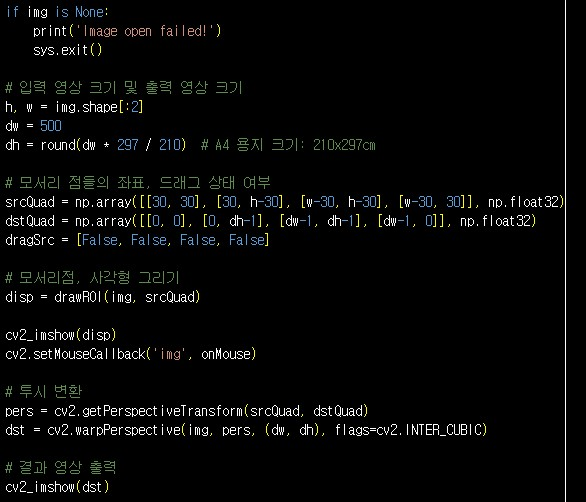 if img is None:
    print('Image open failed!')
    sys.exit()
# 입력 영상 크기 및 출력 영상 크기
h, w = img.shape[:2]
dw = 500
dh = round(dw * 297 / 210)  # A4 용지 크기: 210x297cm
# 모서리 점들의 좌표, 드래그 상태 여부
srcQuad = np.array([[30, 30], [30, h-30], [w-30, h-30], [w-30, 30]], np.float32)
dstQuad = np.array([[0, 0], [0, dh-1], [dw-1, dh-1], [dw-1, 0]], np.float32)
dragSrc = [False, False, False, False]
# 모서리점, 사각형 그리기
disp = drawROI(img, srcQuad)
cv2_imshow(disp)
cv2.setMouseCallback('img', onMouse)
# 투시 변환
pers = cv2.getPerspectiveTransform(srcQuad, dstQuad)
dst = cv2.warpPerspective(img, pers, (dw, dh), flags=cv2.INTER_CUBIC)
# 결과 영상 출력
cv2_imshow(dst)